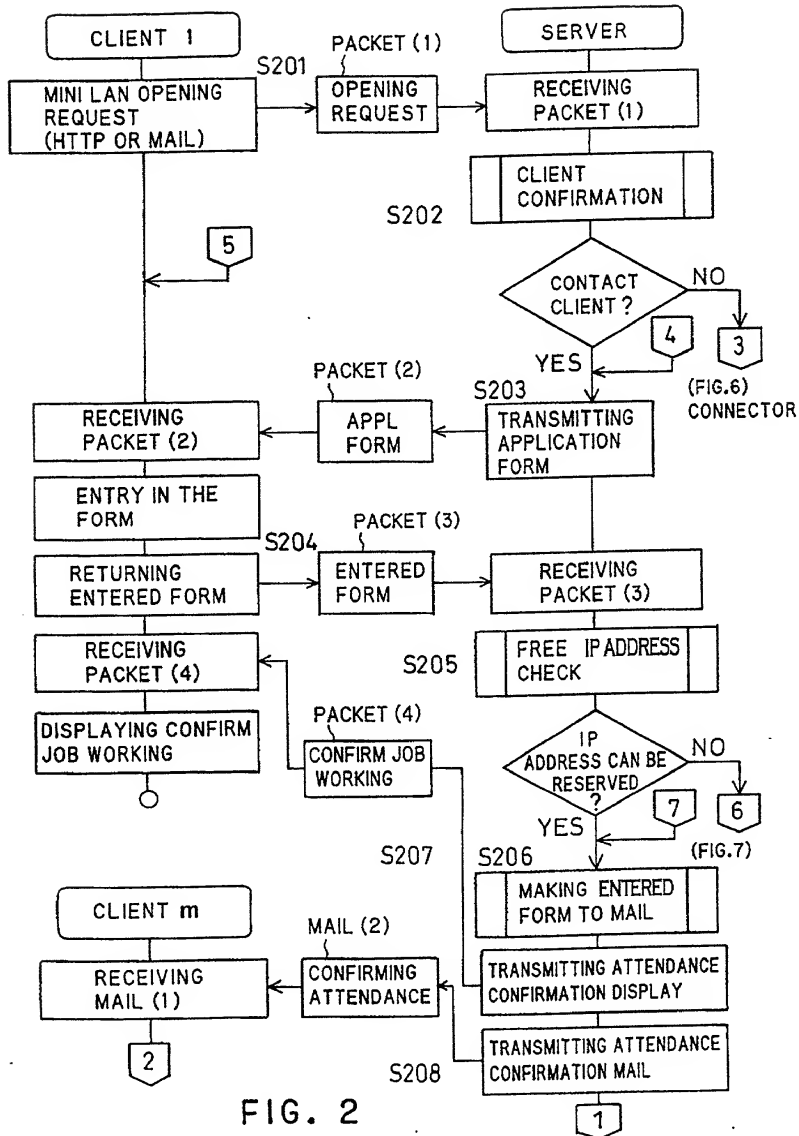 CLIENT 1
S201
PACKET (1)
SERVER
MINI LAN OPENING
REQUEST
(HTTP OR MAIL)
OPENING
REQUEST
RECEIVING
PACKET (1)
S202
CLIENT
CONFIRMATION
5
CONTACT
CLIENT ?
NO
3
(FIG.6)
CONNECTOR
4
YES
PACKET (2)
S203
RECEIVING
PACKET (2)
APPL
FORM
TRANSMITTING
APPLICATION
FORM
ENTRY IN THE
FORM
S204
PACKET (3)
RETURNING
ENTERED FORM
ENTERED
FORM
RECEIVING
PACKET (3)
RECEIVING
PACKET (4)
S205
FREE IP ADDRESS
CHECK
DISPLAYING CONFIRM
JOB WORKING
PACKET (4)
CONFIRM JOB
WORKING
IP
ADDRESS CAN BE
RESERVED
?
NO
6
(FIG.7)
7
YES
S207
S206
MAKING ENTERED
FORM TO MAIL
CLIENT m
MAIL (2)
RECEIVING
MAIL (1)
CONFIRMING
ATTENDANCE
TRANSMITTING ATTENDANCE
CONFIRMATION DISPLAY
2
S208
TRANSMITTING ATTENDANCE
CONFIRMATION MAIL
1
FIG. 2